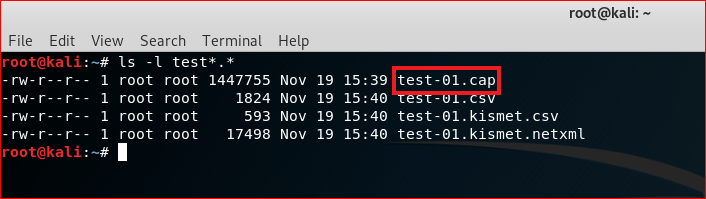 root@kali: ~
File Edit View Search Terminal Help
root@kali:~# ls -l test*.*
-rw-r--r-- 1 root root 1447755 Nov 19 15:39 test-01.cap
-rw-r--r-- 1 root root    1824 Nov 19 15:40 test-01.csv
-rw-r--r-- 1 root root     593 Nov 19 15:40 test-01.kismet.csv
-rw-r--r-- 1 root root   17498 Nov 19 15:40 test-01.kismet.netxml
root@kali:~#